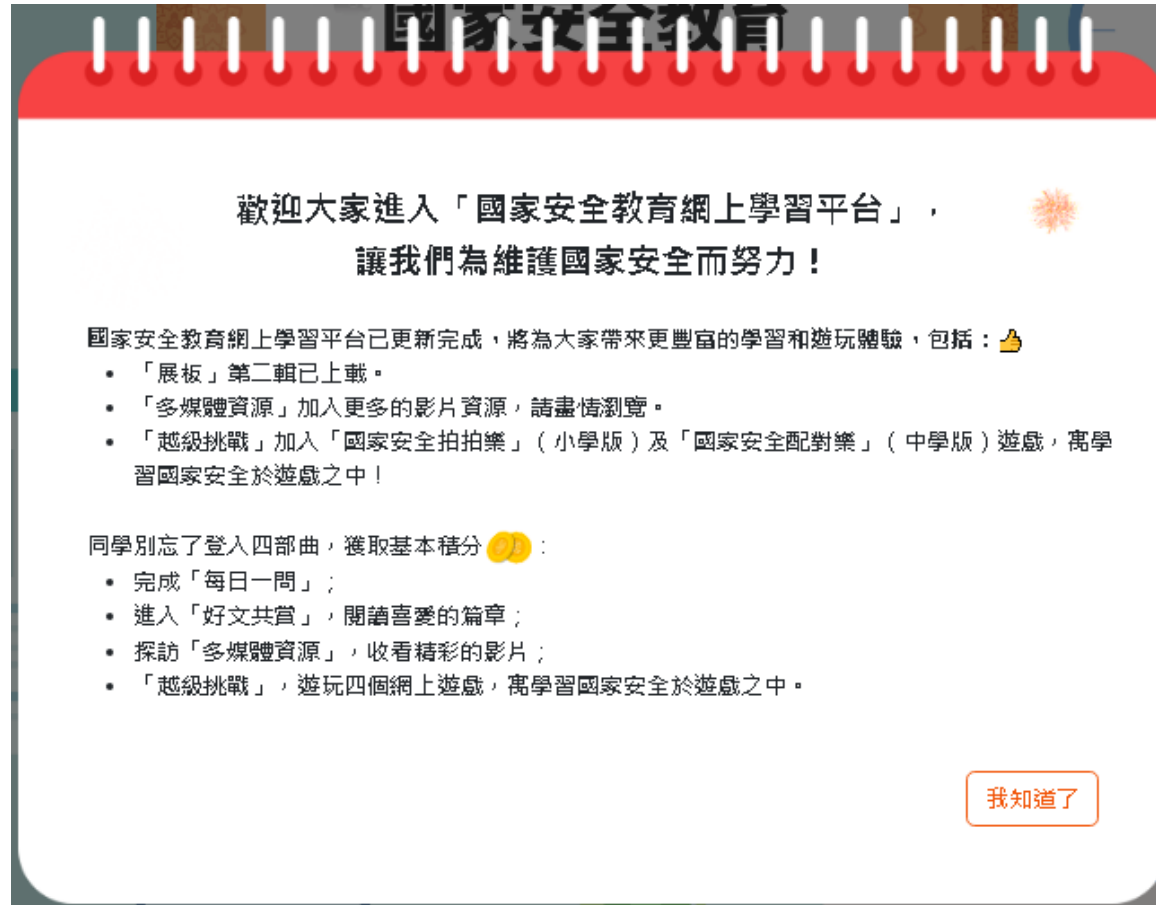 國家安全教育
歡迎大家進入「國家安全教育網上學習平台」，
讓我們為維護國家安全而努力！
國家安全教育網上學習平台已更新完成，將為大家帶來更豐富的學習和遊玩體驗，包括：
• 「展板」第二輯已上載。
• 「多媒體資源」加入更多的影片資源，請盡情瀏覽。
• 「越級挑戰」加入「國家安全拍拍樂」（小學版）及「國家安全配對樂」（中學版）遊戲，寓學
習國家安全於遊戲之中！
同學別忘了登入四部曲，獲取基本積分：
• 完成「每日一問」；
• 進入「好文共賞」，閱讀喜愛的篇章；
• 探訪「多媒體資源」，收看精彩的影片；
• 「越級挑戰」，遊玩四個網上遊戲，寓學習國家安全於遊戲之中。
我知道了